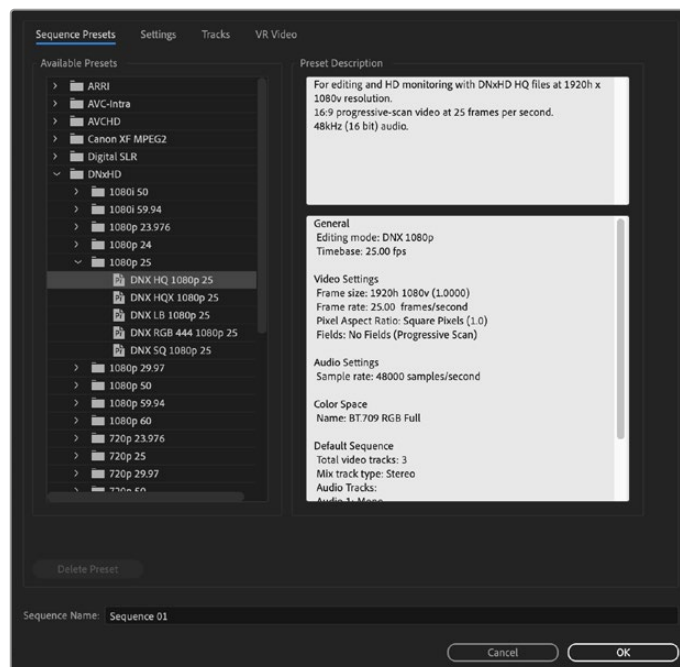 Sequence Presets Settings Tracks VR Video
Available Presets
ARRI
AVC-Intra
AVCHD
Canon XF MPEG2
Digital SLR
DNxHD
1080i 50
1080i 59.94
1080p 23.976
1080p 24
1080p 25
DNX HQ 1080p 25
DNX HQX 1080p 25
DNX LB 1080p 25
DNX RGB 444 1080p 25
DNX SQ 1080p 25
1080p 29.97
1080p 50
1080p 59.94
1080p 60
720p 23.976
720p 25
720p 29.97
720p 50
Preset Description
For editing and HD monitoring with DNxHD HQ files at 1920h x
1080v resolution.
16:9 progressive-scan video at 25 frames per second.
48kHz (16 bit) audio.
General
Editing mode: DNX 1080p
Timebase: 25.00 fps
Video Settings
Frame size: 1920h 1080v (1.0000)
Frame rate: 25.00 frames/second
Pixel Aspect Ratio: Square Pixels (1.0)
Fields: No Fields (Progressive Scan)
Audio Settings
Sample rate: 48000 samples/second
Color Space
Name: BT.709 RGB Full
Default Sequence
Total video tracks: 3
Mix track type: Stereo
Audio Tracks:
Audio 1: Mono
Delete Preset
Sequence Name: Sequence 01
Cancel OK